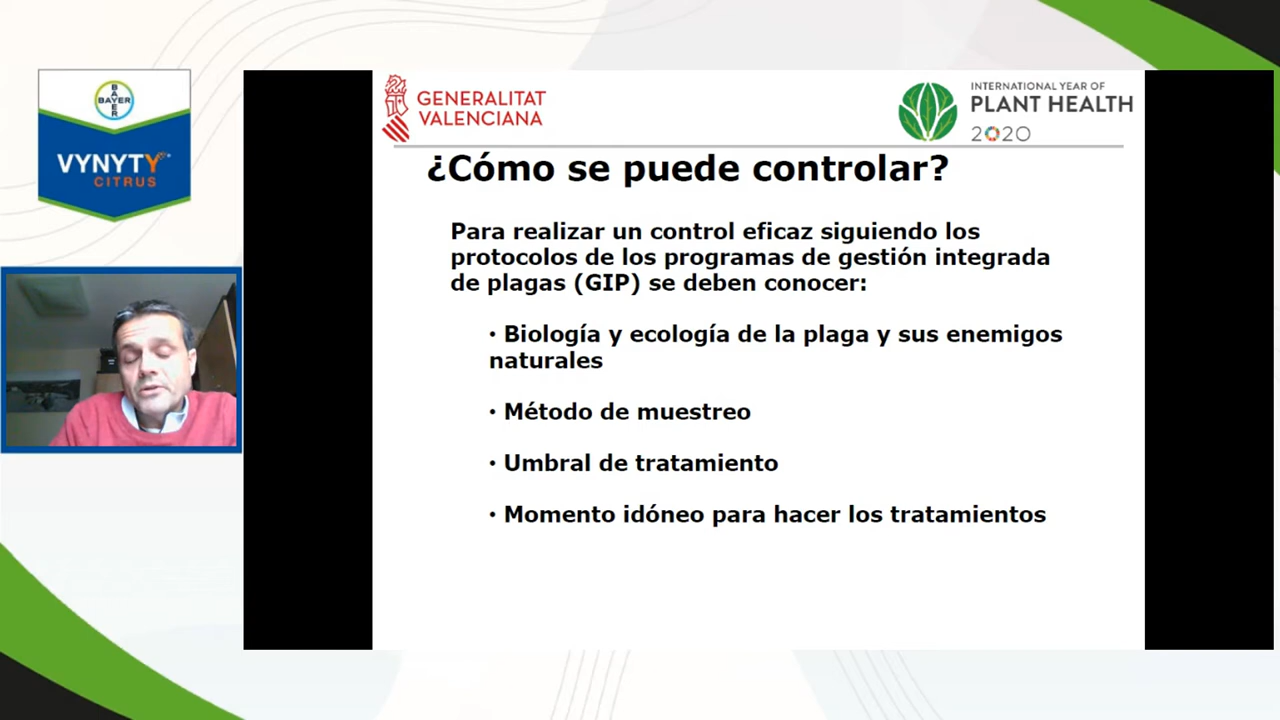 BAYER
BAYER
VYNYTY
CITRUS
GENERALITAT
VALENCIANA
INTERNATIONAL YEAR OF
PLANT HEALTH
2020
¿Cómo se puede controlar?
Para realizar un control eficaz siguiendo los
protocolos de los programas de gestión integrada
de plagas (GIP) se deben conocer:
• Biología y ecología de la plaga y sus enemigos
naturales
• Método de muestreo
• Umbral de tratamiento
• Momento idóneo para hacer los tratamientos